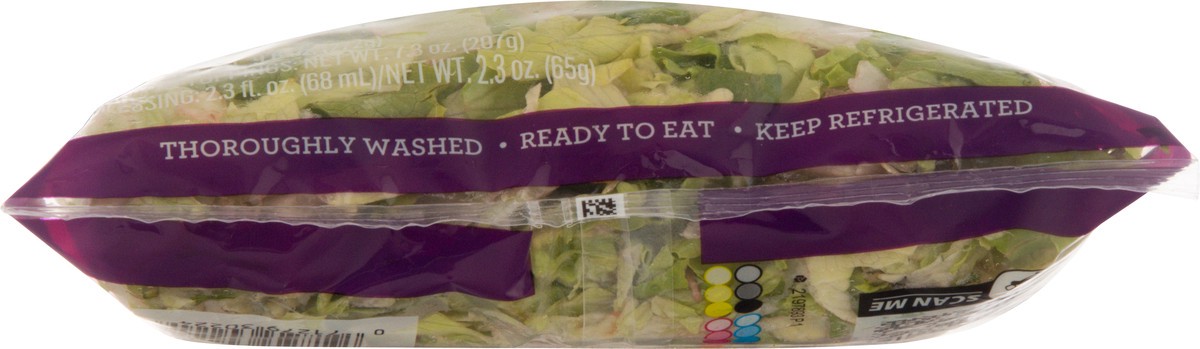 NET WT. 7.3 oz. (207g)
2.3 fl. oz. (68 mL)/NET WT. 2.3 oz. (65g)
THOROUGHLY WASHED • READY TO EAT • KEEP REFRIGERATED
SCAN ME